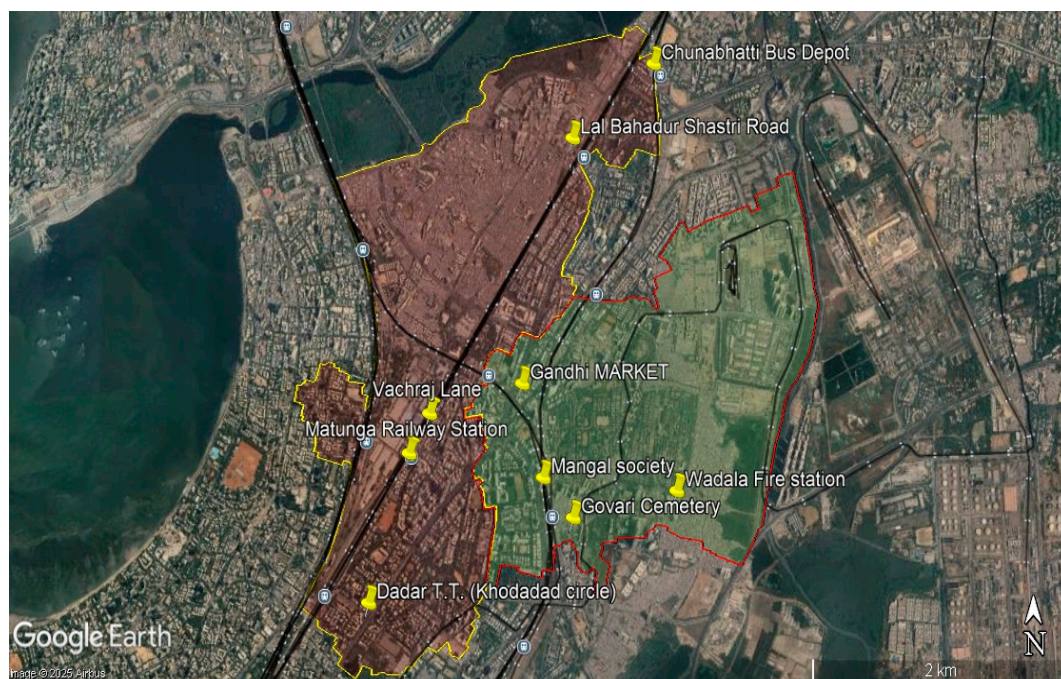 Chunabhatti Bus Depot
Lal Bahadur Shastri Road
Gandhi MARKET
Vachraj Lane
Matunga Railway Station
Mangal society
Wadala Fire station
Govari Cemetery
Dadar T.T. (Khodadad circle)
Google Earth
N
Image © 2025 Airbus
2 km